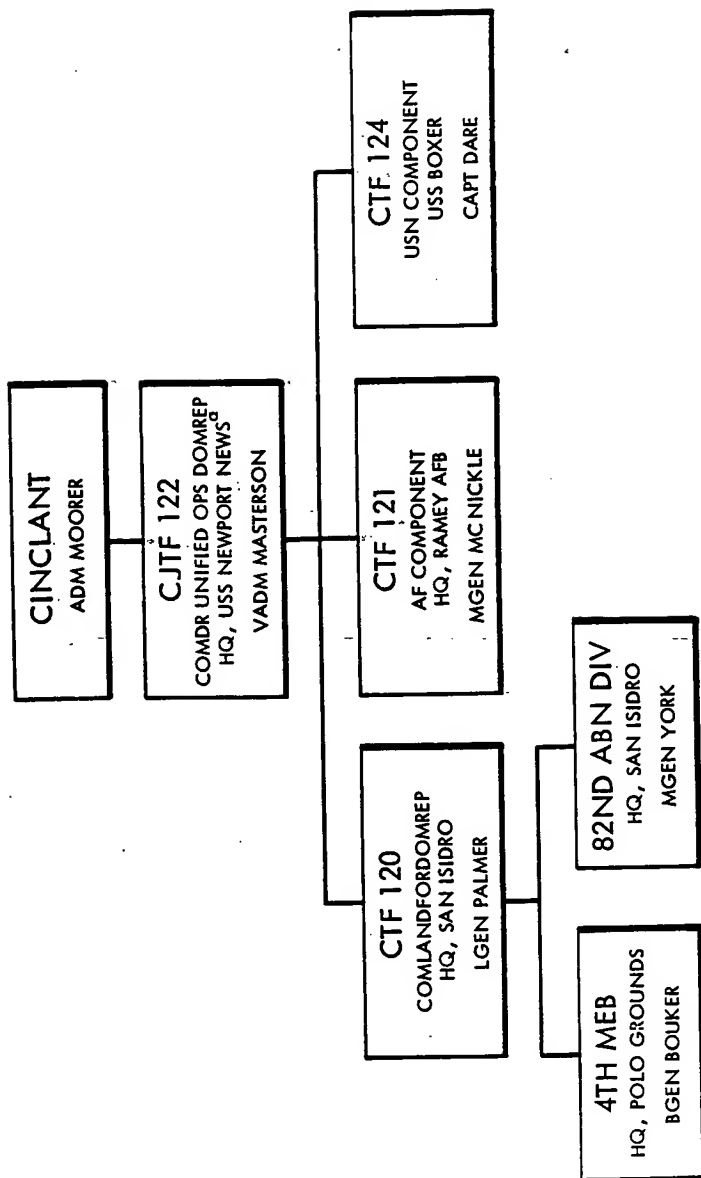 CINCLANT
ADM MOORER
CJTF 122
COMDR UNIFIED OPS DOMREP
HQ, USS NEWPORT NEWSᵃ
VADM MASTERSON
CTF 120
COMLANDFORDOMREP
HQ, SAN ISIDRO
LGEN PALMER
CTF 121
AF COMPONENT
HQ, RAMEY AFB
MGEN MC NICKLE
CTF 124
USN COMPONENT
USS BOXER
CAPT DARE
4TH MEB
HQ, POLO GROUNDS
BGEN BOUKER
82ND ABN DIV
HQ, SAN ISIDRO
MGEN YORK